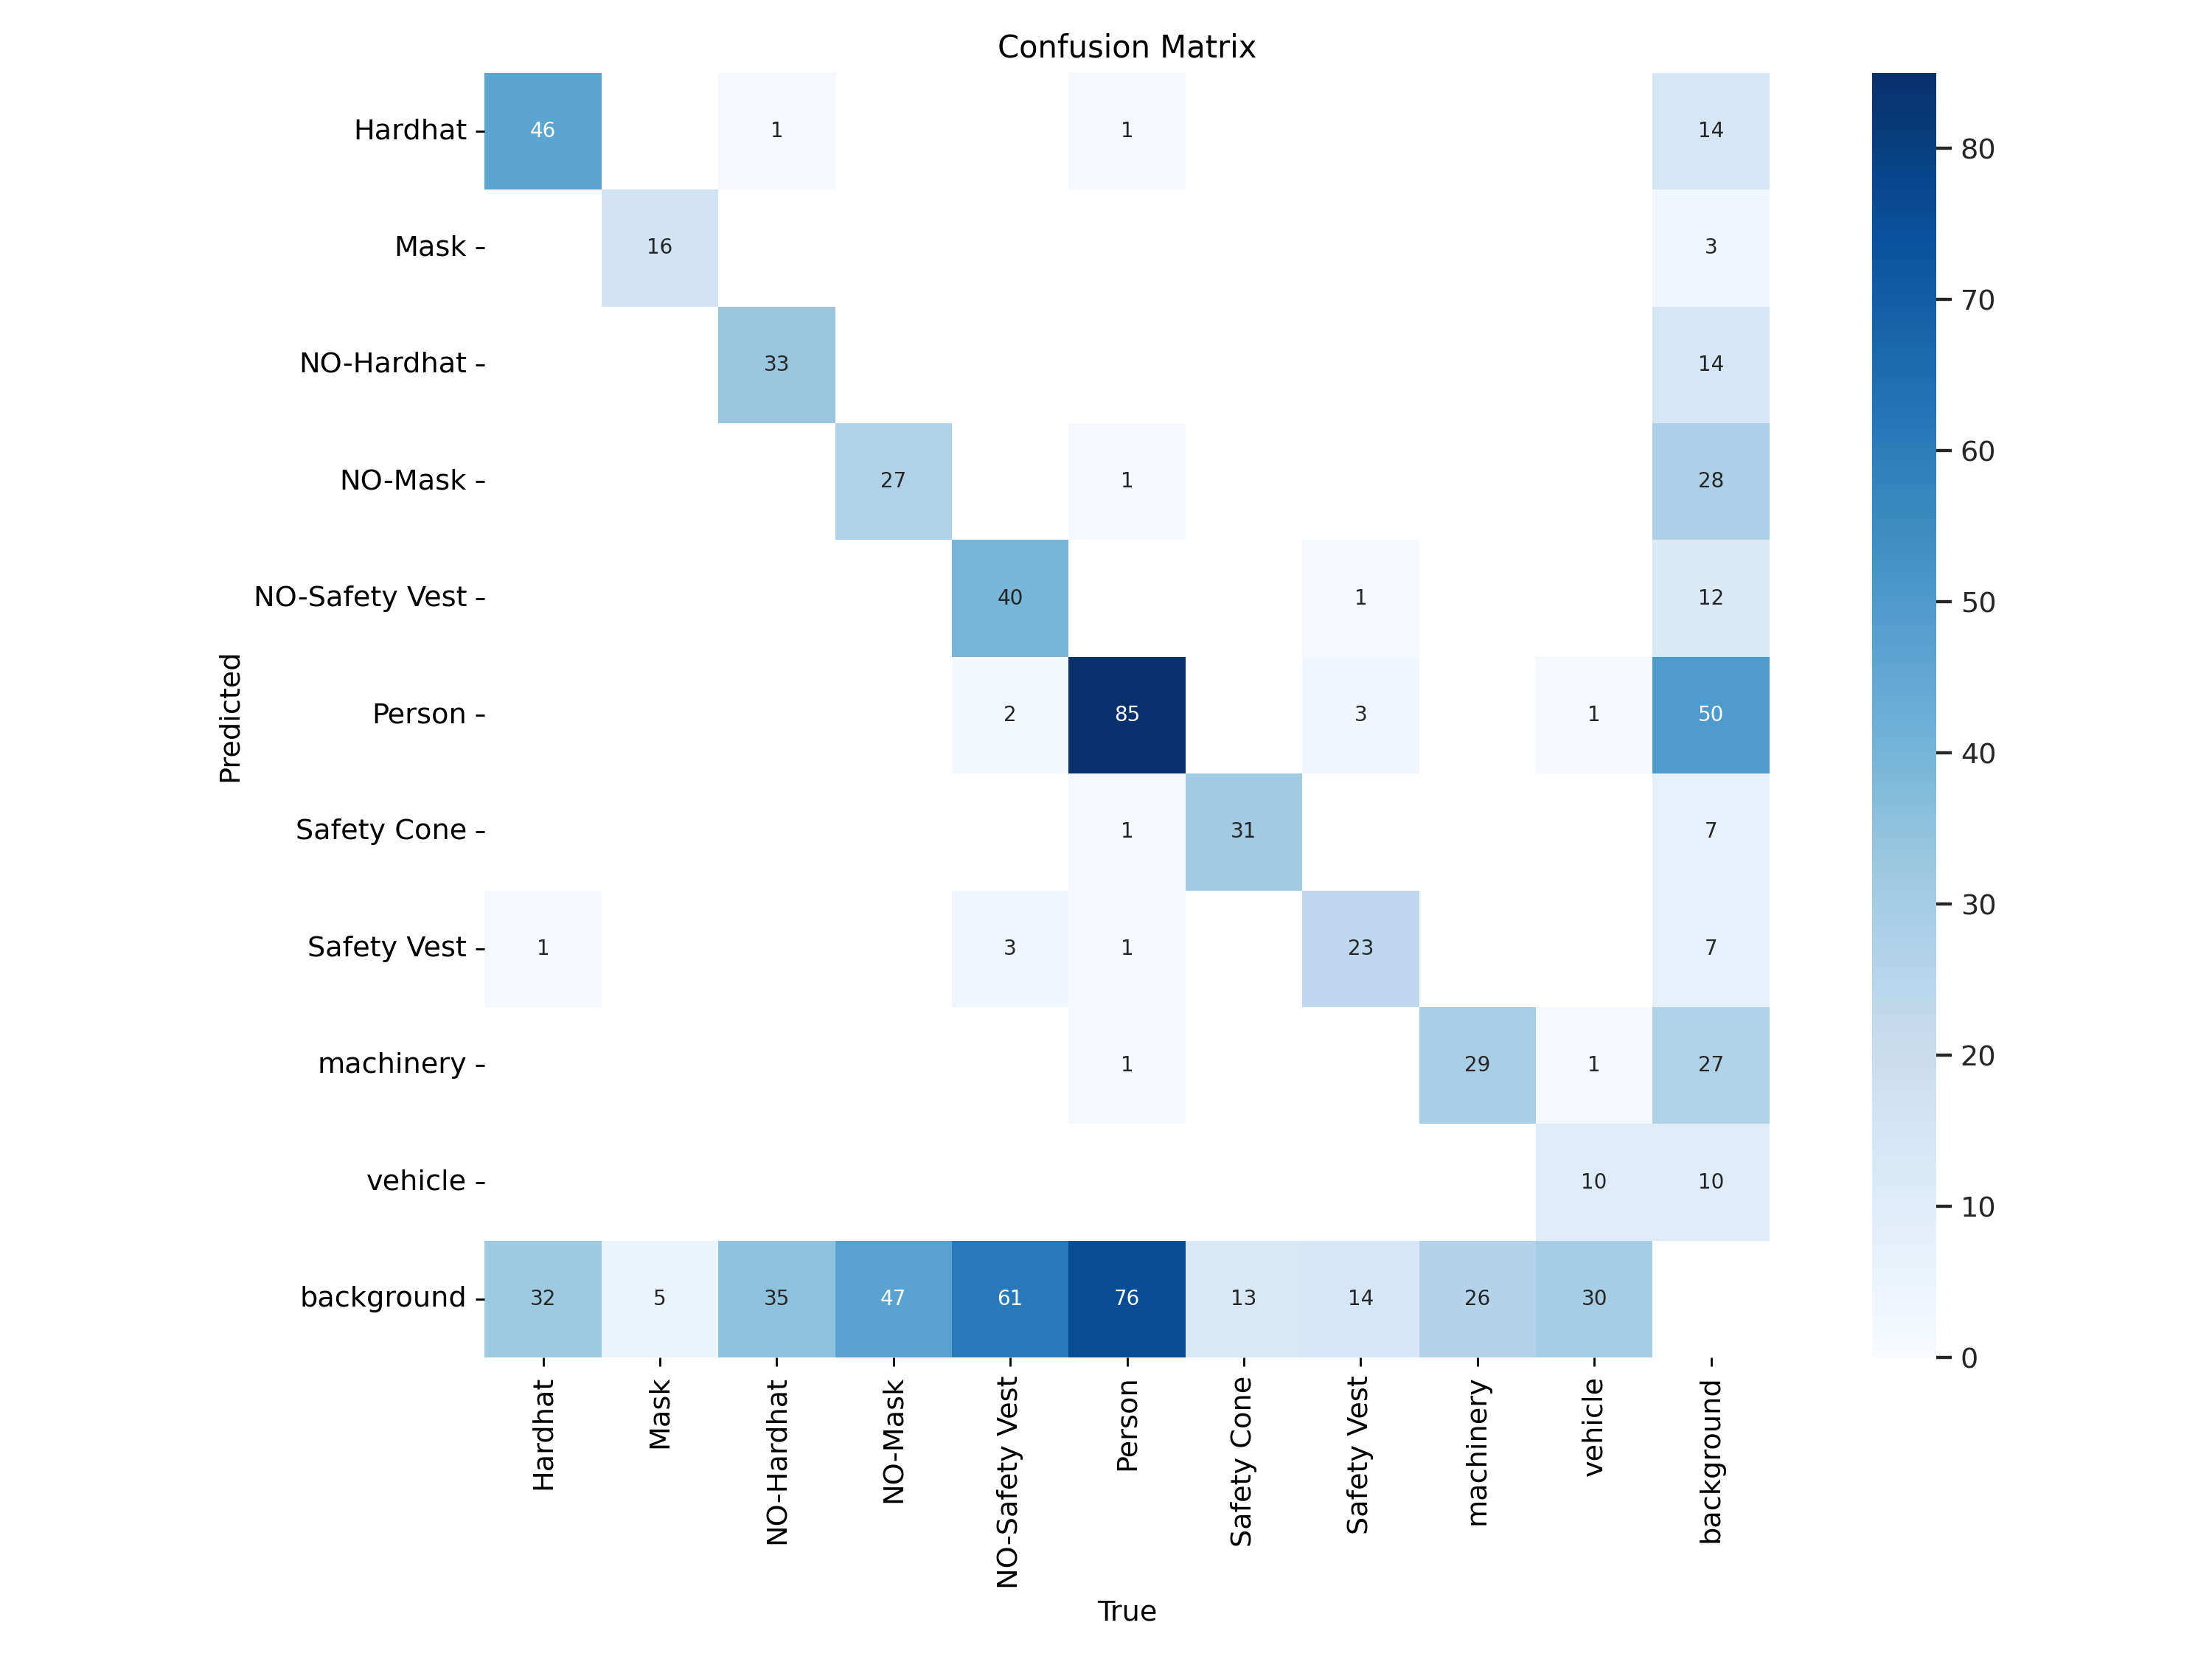 Confusion Matrix
Hardhat 46 1 1 14
Mask 16 3
NO-Hardhat 33 14
NO-Mask 27 1 28
NO-Safety Vest 40 1 12
Person 2 85 3 1 50
Safety Cone 1 31 7
Safety Vest 1 3 1 23 7
machinery 1 29 1 27
vehicle 10 10
background 32 5 35 47 61 76 13 14 26 30
Predicted
Hardhat
Mask
NO-Hardhat
NO-Mask
NO-Safety Vest
Person
Safety Cone
Safety Vest
machinery
vehicle
background
True
80
70
60
50
40
30
20
10
0